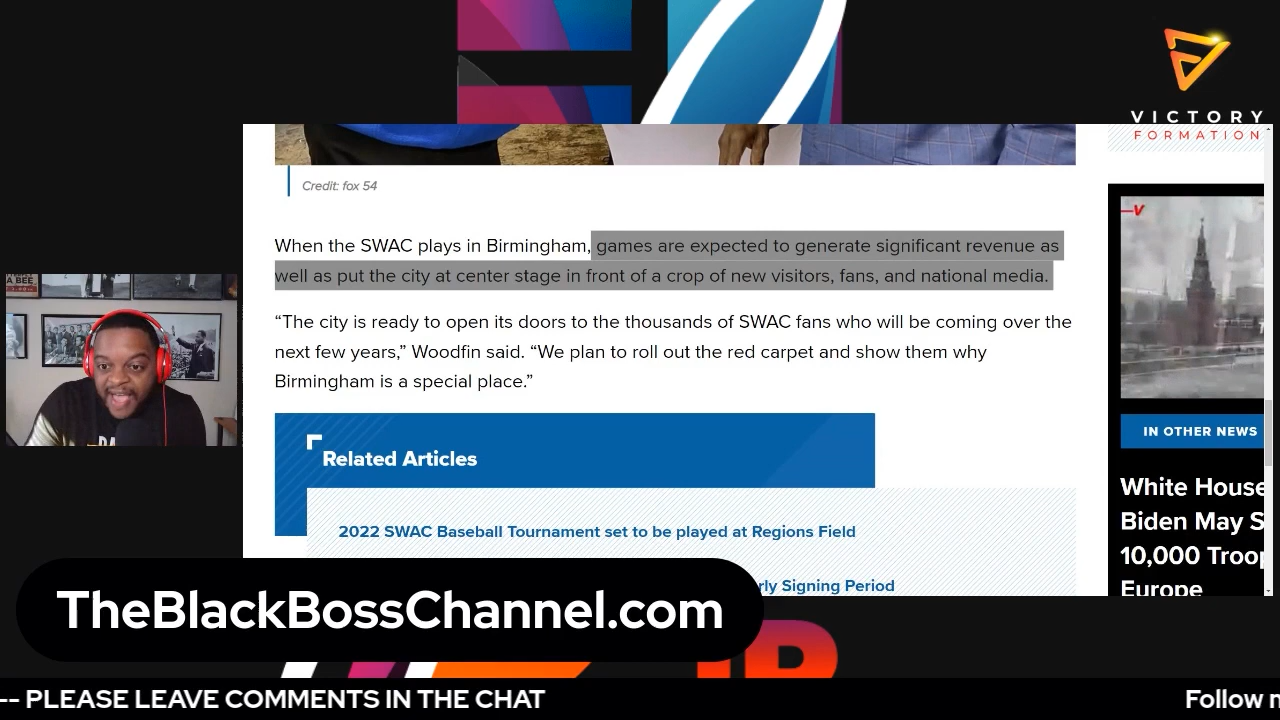 VICTORY
FORMATION
Credit: fox 54
When the SWAC plays in Birmingham, games are expected to generate significant revenue as
well as put the city at center stage in front of a crop of new visitors, fans, and national media.
“The city is ready to open its doors to the thousands of SWAC fans who will be coming over the
next few years,” Woodfin said. “We plan to roll out the red carpet and show them why
Birmingham is a special place.”
Related Articles
2022 SWAC Baseball Tournament set to be played at Regions Field
rly Signing Period
IN OTHER NEWS
White House
Biden May S
10,000 Troop
Europe
TheBlackBossChannel.com
-- PLEASE LEAVE COMMENTS IN THE CHAT
Follow m